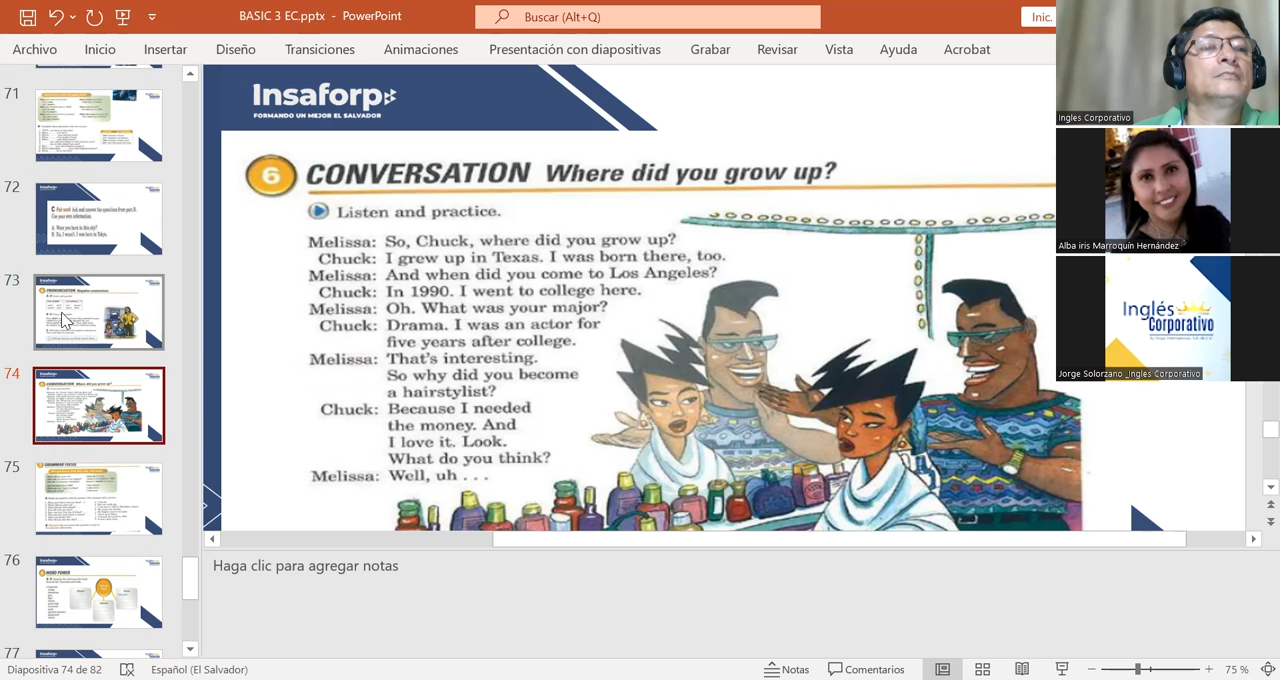 BASIC 3 EC.pptx - PowerPoint
Buscar (Alt+Q)
Inic.
Archivo Inicio Insertar Diseño Transiciones Animaciones Presentación con diapositivas Grabar Revisar Vista Ayuda Acrobat
71
72
73
74
75
76
77
Insaforp
FORMANDO UN MEJOR EL SALVADOR
6 CONVERSATION Where did you grow up?
Listen and practice.
Melissa: So, Chuck, where did you grow up?
Chuck: I grew up in Texas. I was born there, too.
Melissa: And when did you come to Los Angeles?
Chuck: In 1990. I went to college here.
Melissa: Oh. What was your major?
Chuck: Drama. I was an actor for
five years after college.
Melissa: That's interesting.
So why did you become
a hairstylist?
Chuck: Because I needed
the money. And
I love it. Look.
What do you think?
Melissa: Well, uh . . .
Ingles Corporativo
Alba iris Marroquín Hernández
Inglés
Corporativo
Jorge Solorzano _Ingles Corporativo
Haga clic para agregar notas
Diapositiva 74 de 82 Español (El Salvador) Notas Comentarios 75 %